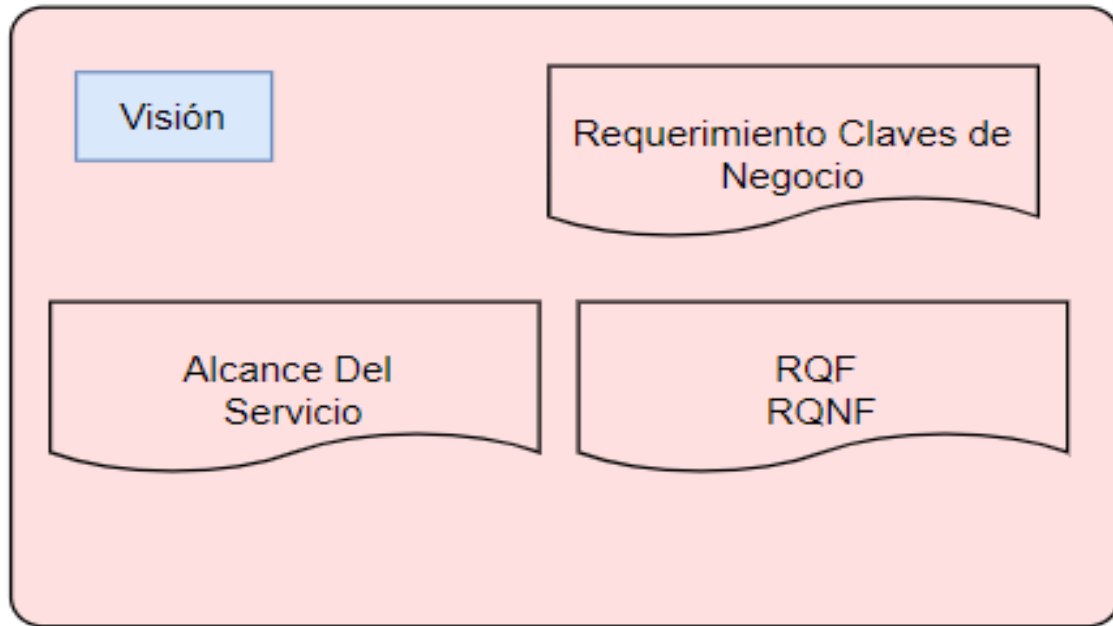 Visión
Requerimiento Claves de
Negocio
Alcance Del
Servicio
RQF
RQNF